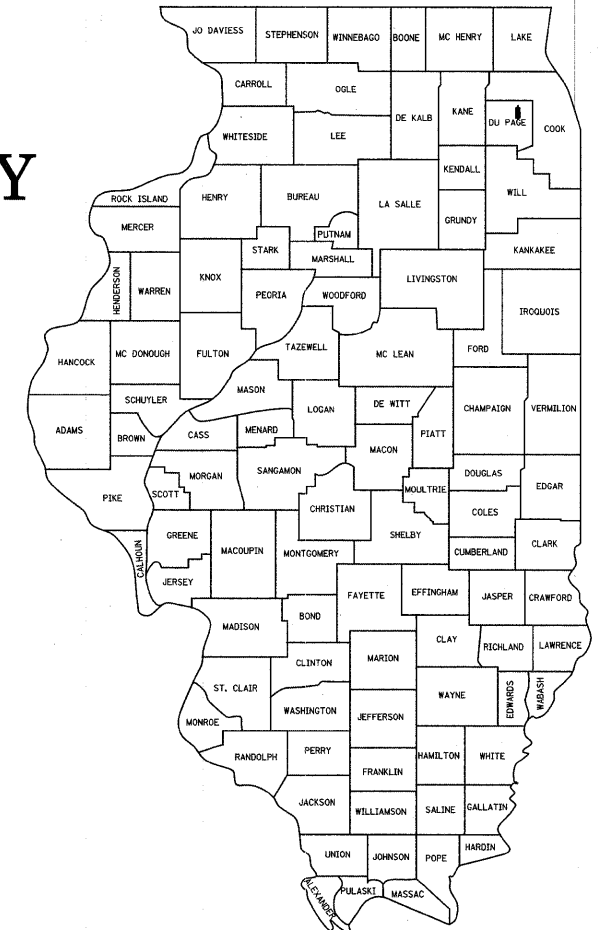 JO DAVIESS STEPHENSON WINNEBAGO BOONE MC HENRY LAKE
CARROLL OGLE DE KALB KANE DU PAGE COOK
WHITESIDE LEE
Y
KENDALL WILL
ROCK ISLAND HENRY BUREAU LA SALLE GRUNDY
MERCER PUTNAM
STARK MARSHALL KANKAKEE
HENDERSON WARREN KNOX PEORIA WOODFORD LIVINGSTON IROQUOIS
HANCOCK MC DONOUGH FULTON TAZEWELL MC LEAN FORD
MASON
SCHUYLER LOGAN DE WITT CHAMPAIGN VERMILION
ADAMS BROWN CASS MENARD MACON PIATT
PIKE SCOTT MORGAN SANGAMON MOULTRIE DOUGLAS EDGAR
CHRISTIAN COLES
CALHOUN GREENE MACOUPIN MONTGOMERY SHELBY CUMBERLAND CLARK
JERSEY
FAYETTE EFFINGHAM JASPER CRAWFORD
MADISON BOND
CLAY RICHLAND LAWRENCE
CLINTON MARION
ST. CLAIR WAYNE EDWARDS WABASH
MONROE WASHINGTON JEFFERSON
RANDOLPH PERRY HAMILTON WHITE
FRANKLIN
JACKSON WILLIAMSON SALINE GALLATIN
UNION JOHNSON POPE HARDIN
ALEXANDER PULASKI MASSAC